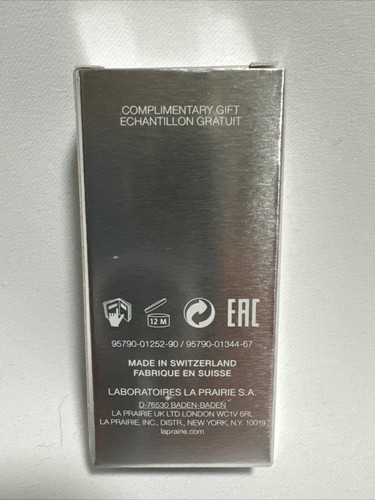 COMPLIMENTARY GIFT
ECHANTILLON GRATUIT
12 M
EAC
95790-01252-90 / 95790-01344-67
MADE IN SWITZERLAND
FABRIQUE EN SUISSE
LABORATOIRES LA PRAIRIE S.A.
D-76530 BADEN-BADEN
LA PRAIRIE UK LTD LONDON WC1V 6RL
LA PRAIRIE, INC., DISTR., NEW YORK, N.Y. 10019
laprairie.com